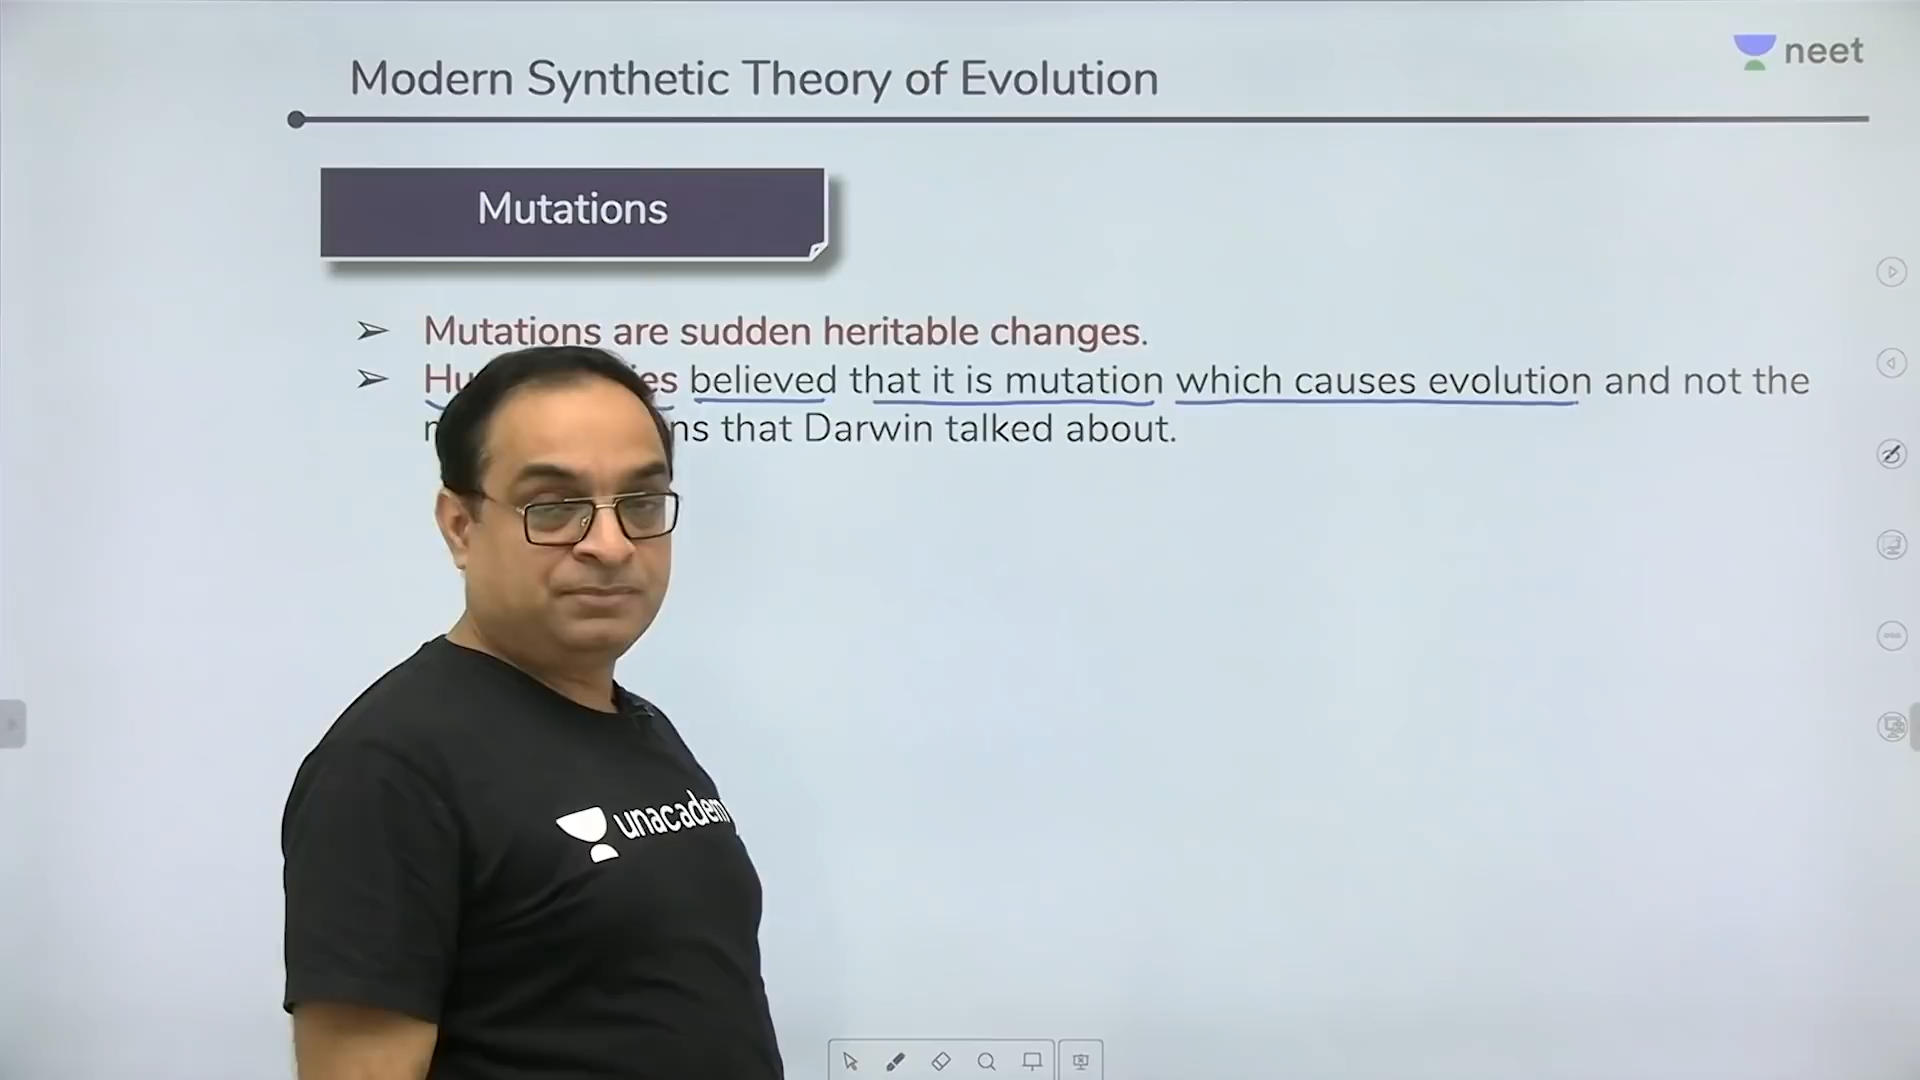 Modern Synthetic Theory of Evolution
neet
Mutations
➢ Mutations are sudden heritable changes.
➢ believed that it is mutation which causes evolution and not the
that Darwin talked about.
unacadem